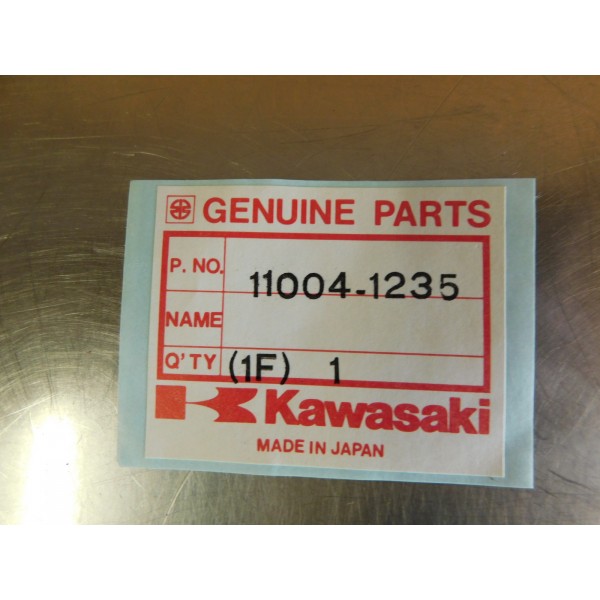 GENUINE PARTS
P. NO. 11004-1235
NAME
Q'TY (1F) 1
Kawasaki
MADE IN JAPAN